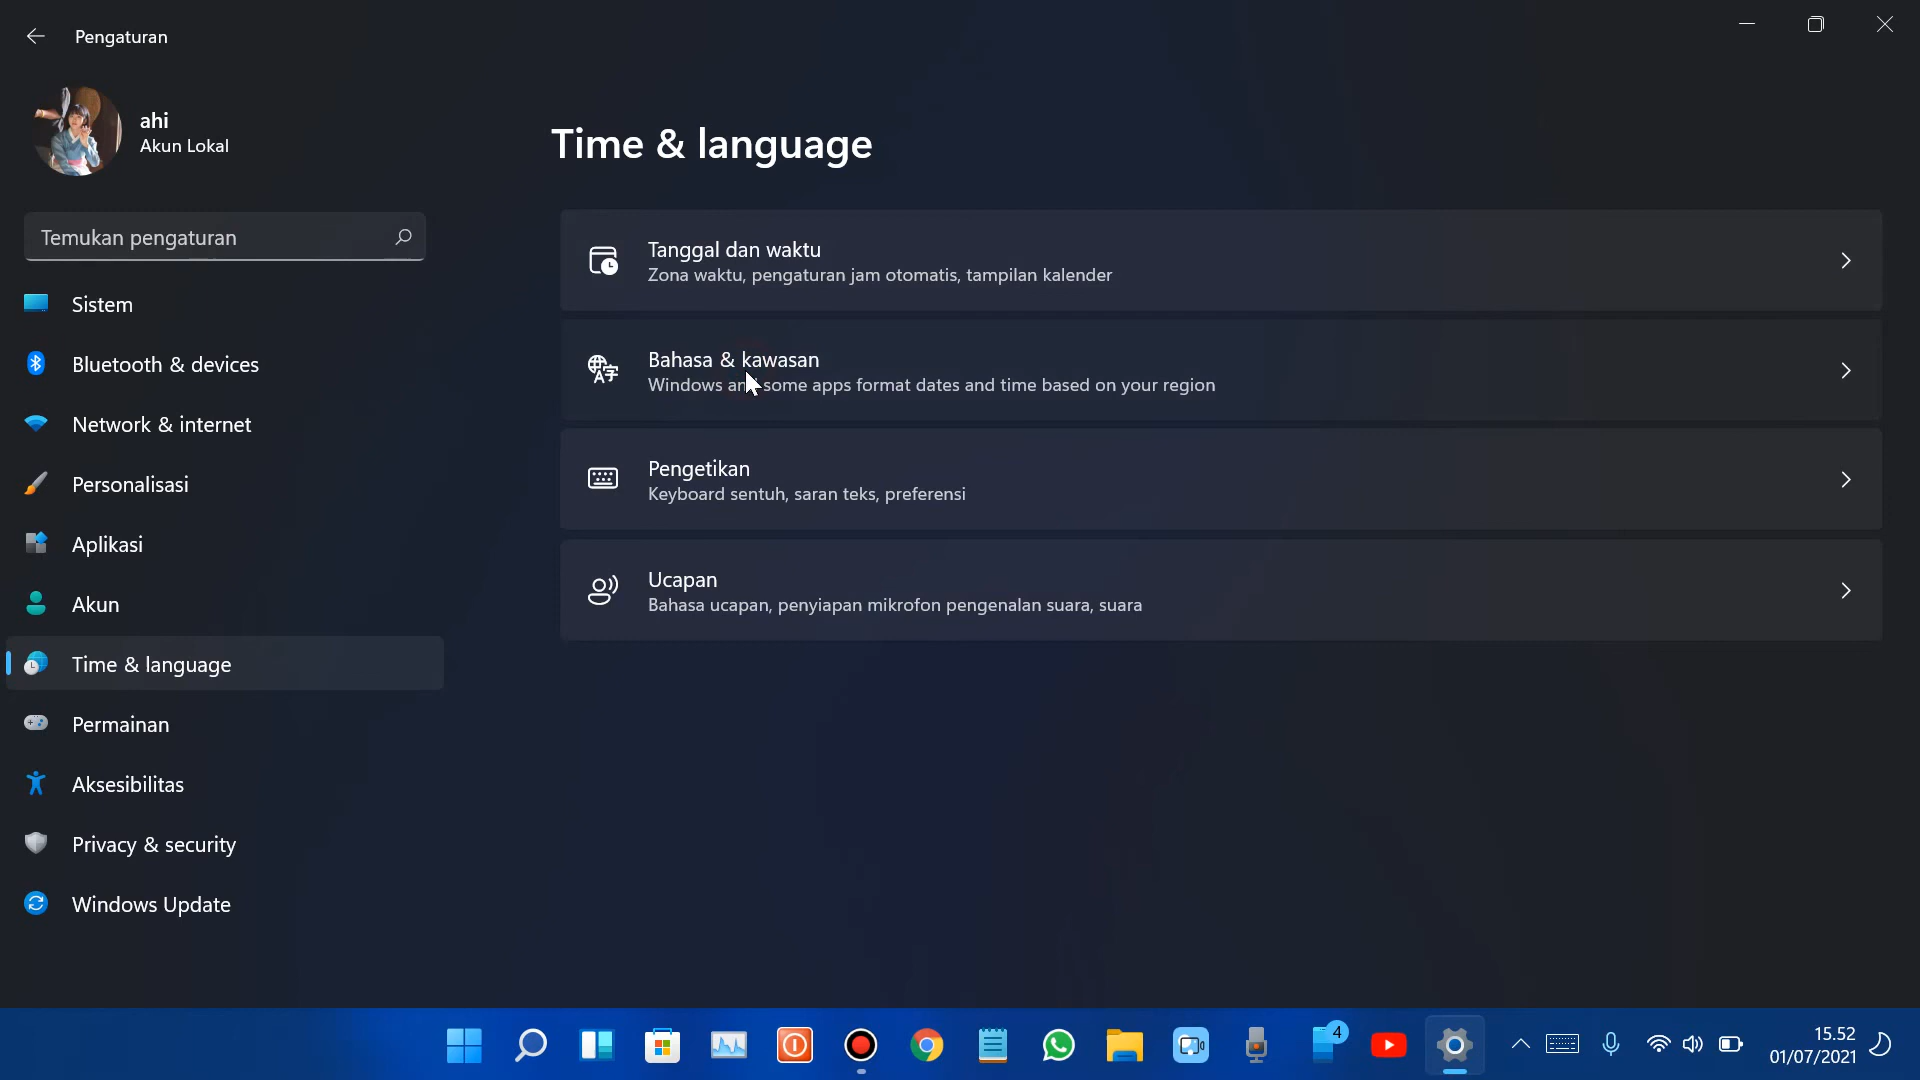 Pengaturan
ahi
Akun Lokal
Temukan pengaturan
Sistem
Bluetooth & devices
Network & internet
Personalisasi
Aplikasi
Akun
Time & language
Permainan
Aksesibilitas
Privacy & security
Windows Update
Time & language
Tanggal dan waktu
Zona waktu, pengaturan jam otomatis, tampilan kalender
Bahasa & kawasan
Windows and some apps format dates and time based on your region
Pengetikan
Keyboard sentuh, saran teks, preferensi
Ucapan
Bahasa ucapan, penyiapan mikrofon pengenalan suara, suara
4
15.52
01/07/2021